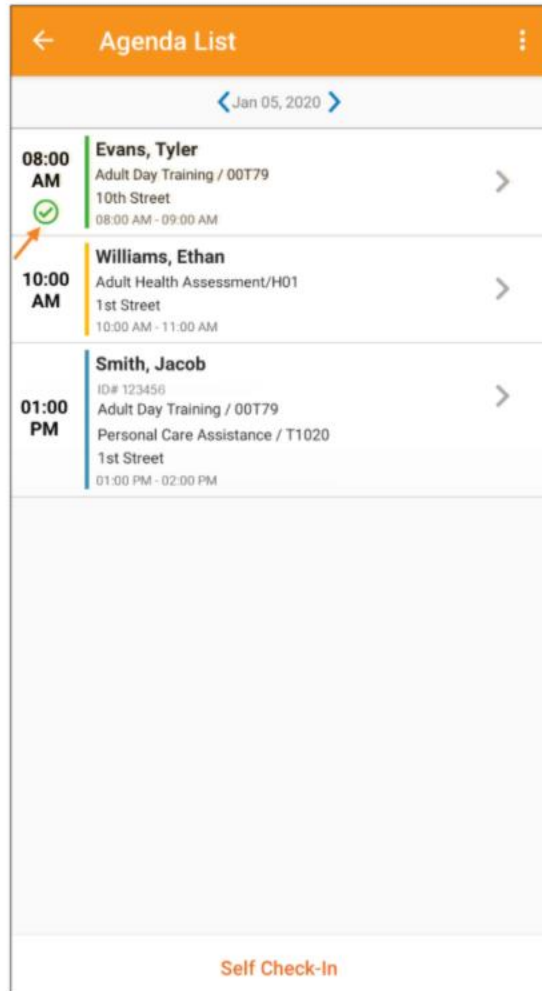 Agenda List
Jan 05, 2020
08:00
AM
Evans, Tyler
Adult Day Training / 00T79
10th Street
08:00 AM - 09:00 AM
10:00
AM
Williams, Ethan
Adult Health Assessment/H01
1st Street
10:00 AM - 11:00 AM
01:00
PM
Smith, Jacob
ID# 123456
Adult Day Training / 00T79
Personal Care Assistance / T1020
1st Street
01:00 PM - 02:00 PM
Self Check-In